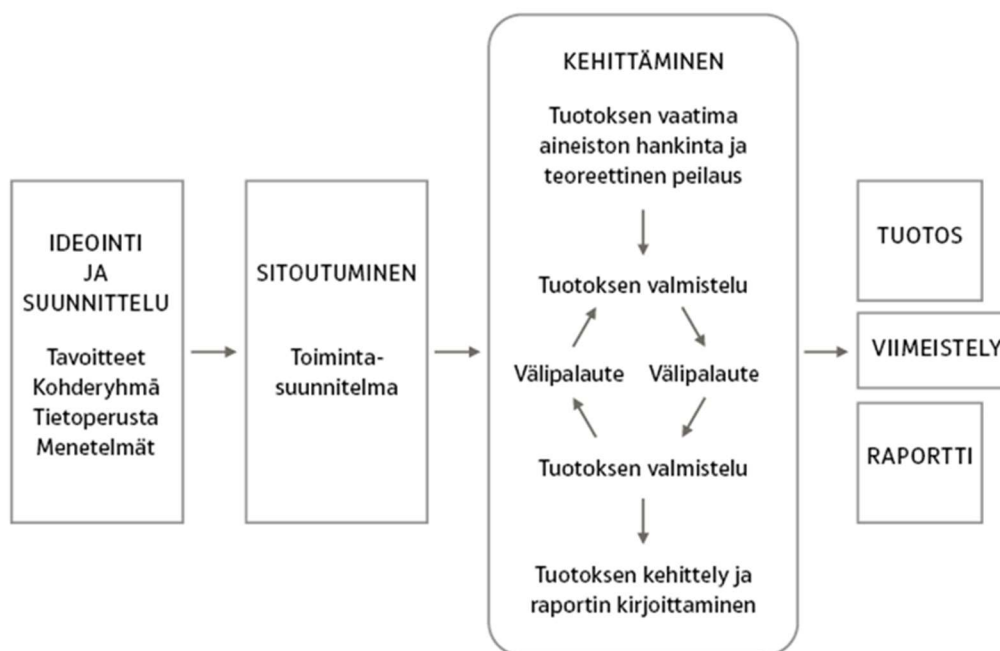 IDEOINTI
JA
SUUNNITTELU
Tavoitteet
Kohderyhmä
Tietoperusta
Menetelmät
SITOUTUMINEN
Toiminta-
suunnitelma
KEHITTÄMINEN
Tuotoksen vaatima
aineiston hankinta ja
teoreettinen peilaus
Tuotoksen valmistelu
Välipalaute Välipalaute
Tuotoksen valmistelu
Tuotoksen kehittely ja
raportin kirjoittaminen
TUOTOS
VIIMEISTELY
RAPORTTI